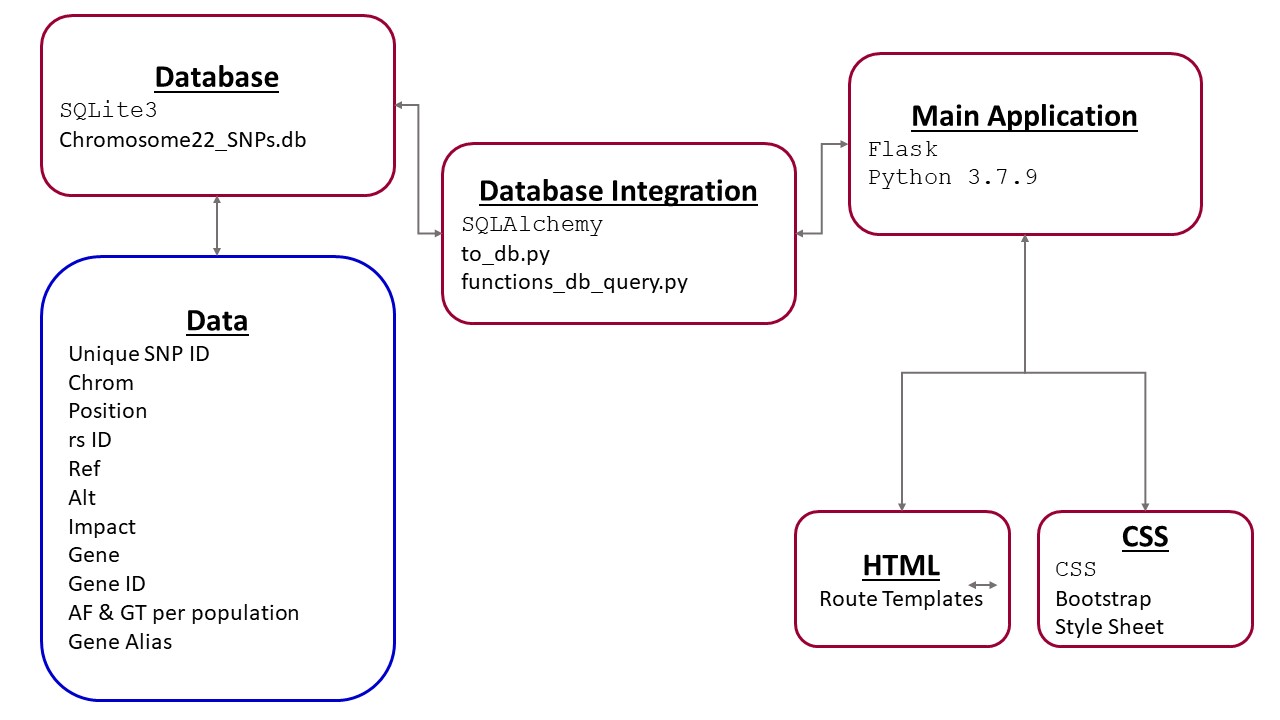 Database
SQLite3
Chromosome22_SNPs.db
Database Integration
SQLAlchemy
to_db.py
functions_db_query.py
Main Application
Flask
Python 3.7.9
Data
Unique SNP ID
Chrom
Position
rs ID
Ref
Alt
Impact
Gene
Gene ID
AF & GT per population
Gene Alias
HTML
Route Templates
CSS
CSS
Bootstrap
Style Sheet